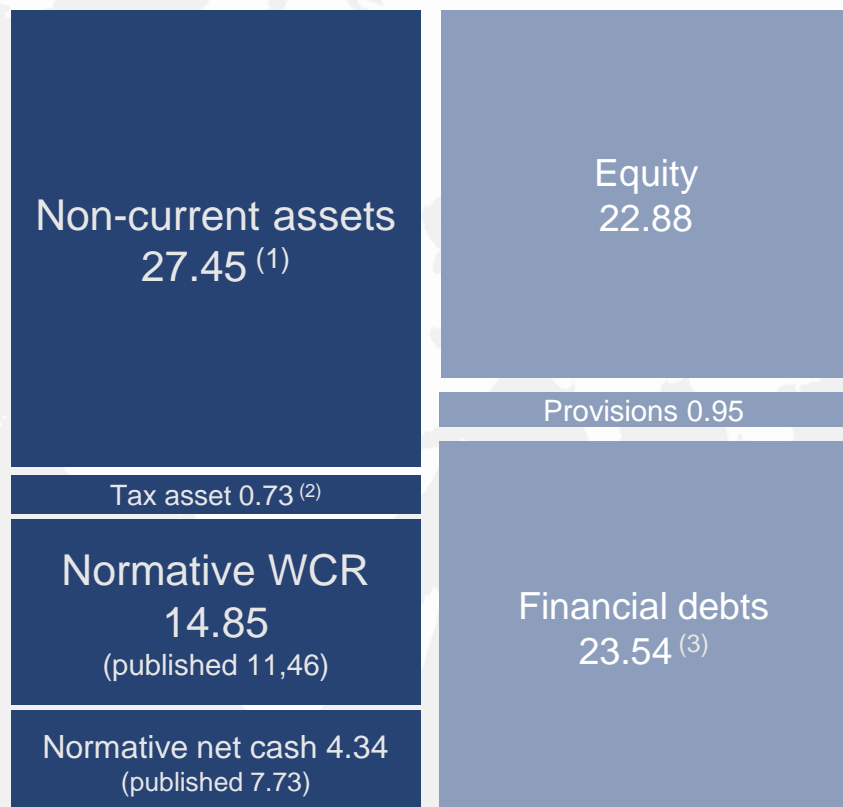 Non-current assets
27.45 (1)
Tax asset 0.73 (2)
Normative WCR
14.85
(published 11,46)
Normative net cash 4.34
(published 7.73)
Equity
22.88
Provisions 0.95
Financial debts
23.54 (3)